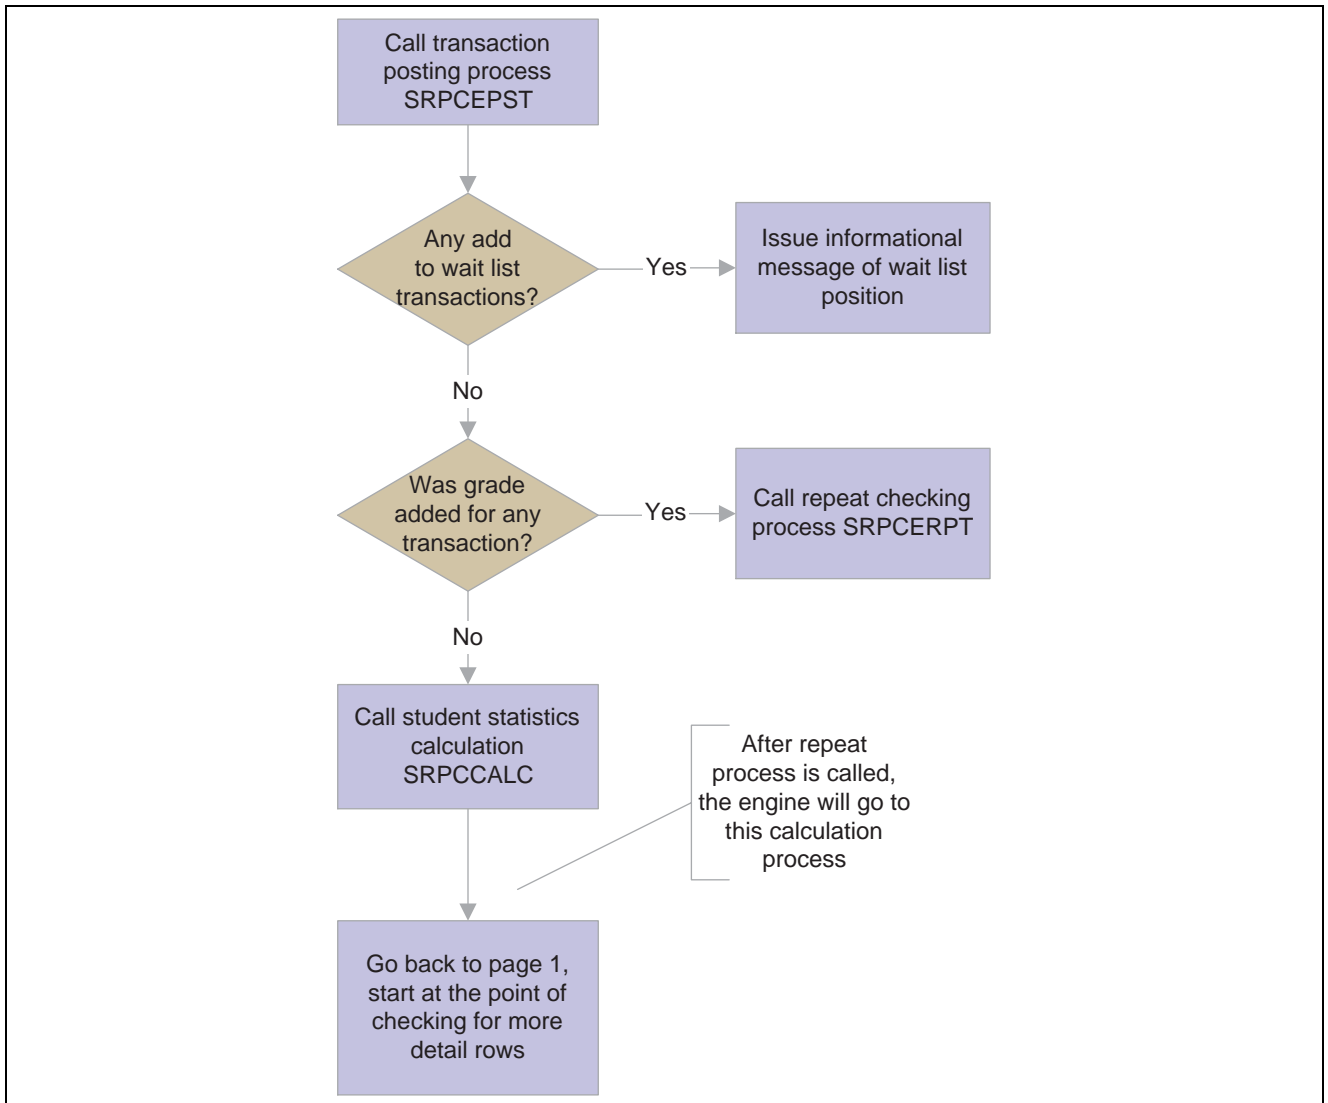 Call transaction
posting process
SRPCEPST
Any add
to wait list
transactions?
Yes
Issue informational
message of wait list
position
No
Was grade
added for any
transaction?
Yes
Call repeat checking
process SRPCERPT
No
Call student statistics
calculation
SRPCCALC
After repeat
process is called,
the engine will go to
this calculation
process
Go back to page 1,
start at the point of
checking for more
detail rows